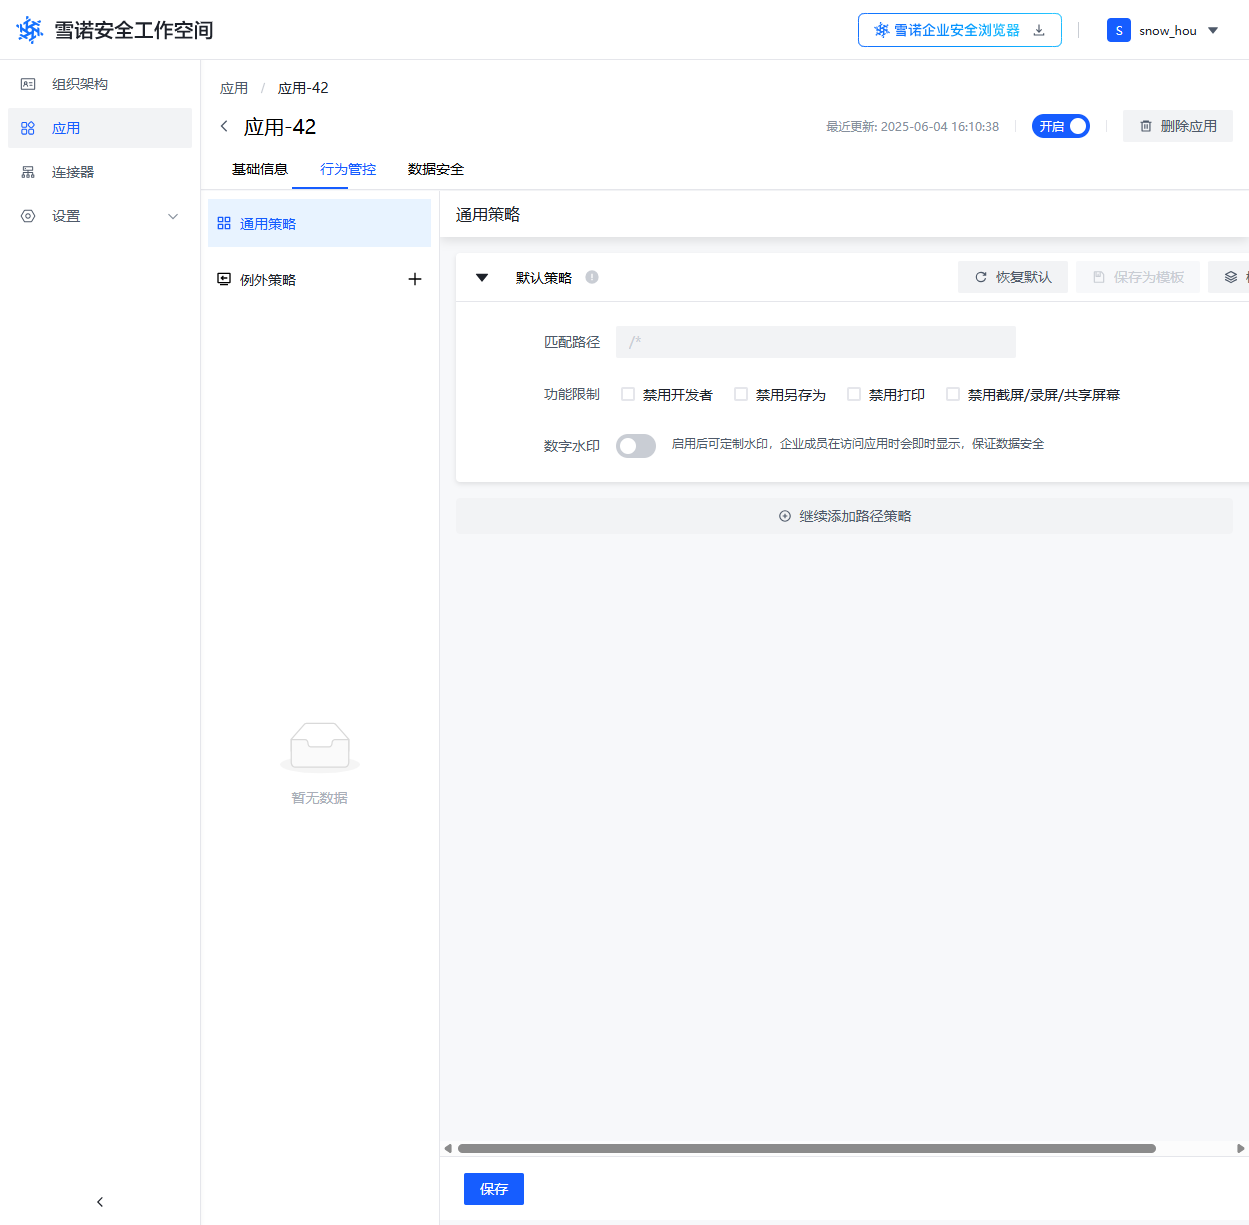 雪诺安全工作空间
雪诺企业安全浏览器
S
snow_hou
组织架构
应用
连接器
设置
应用 / 应用-42
应用-42
最近更新: 2025-06-04 16:10:38
开启
删除应用
基础信息
行为管控
数据安全
通用策略
例外策略
暂无数据
通用策略
默认策略
恢复默认
保存为模板
匹配路径
/*
功能限制
禁用开发者
禁用另存为
禁用打印
禁用截屏/录屏/共享屏幕
数字水印
启用后可定制水印，企业成员在访问应用时会即时显示，保证数据安全
继续添加路径策略
保存